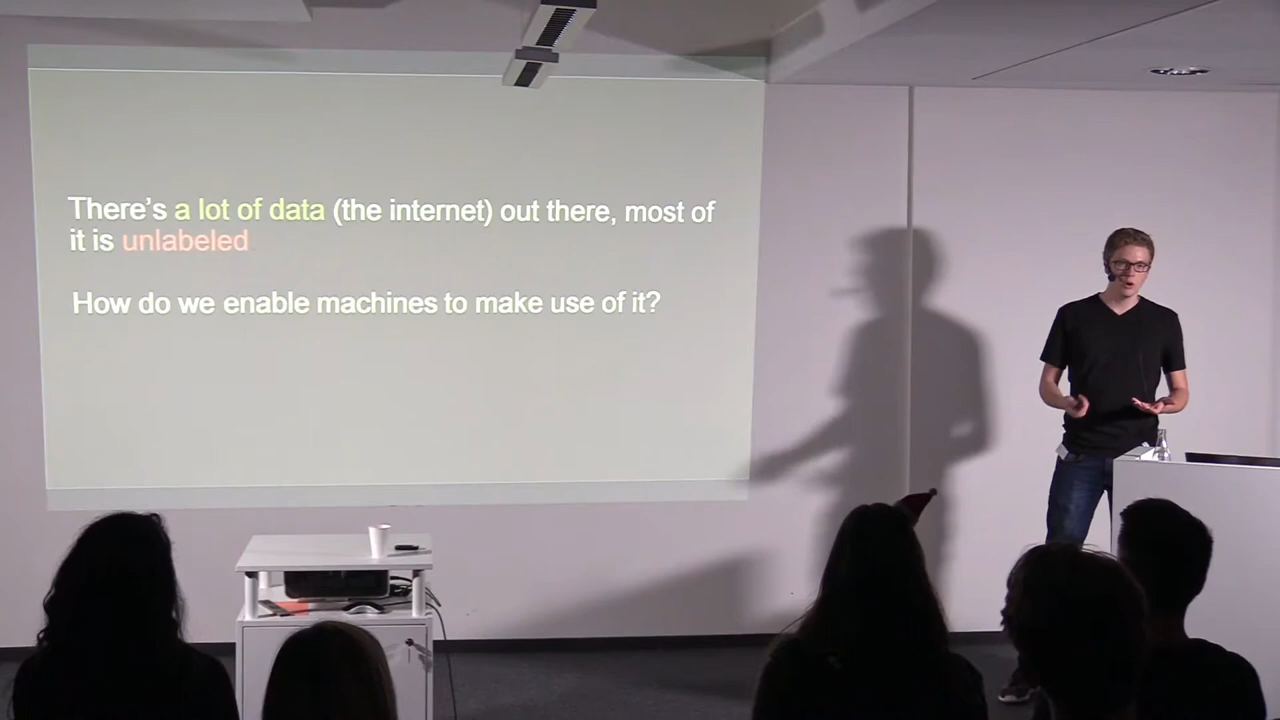 There's a lot of data (the internet) out there, most of
it is unlabeled
How do we enable machines to make use of it?